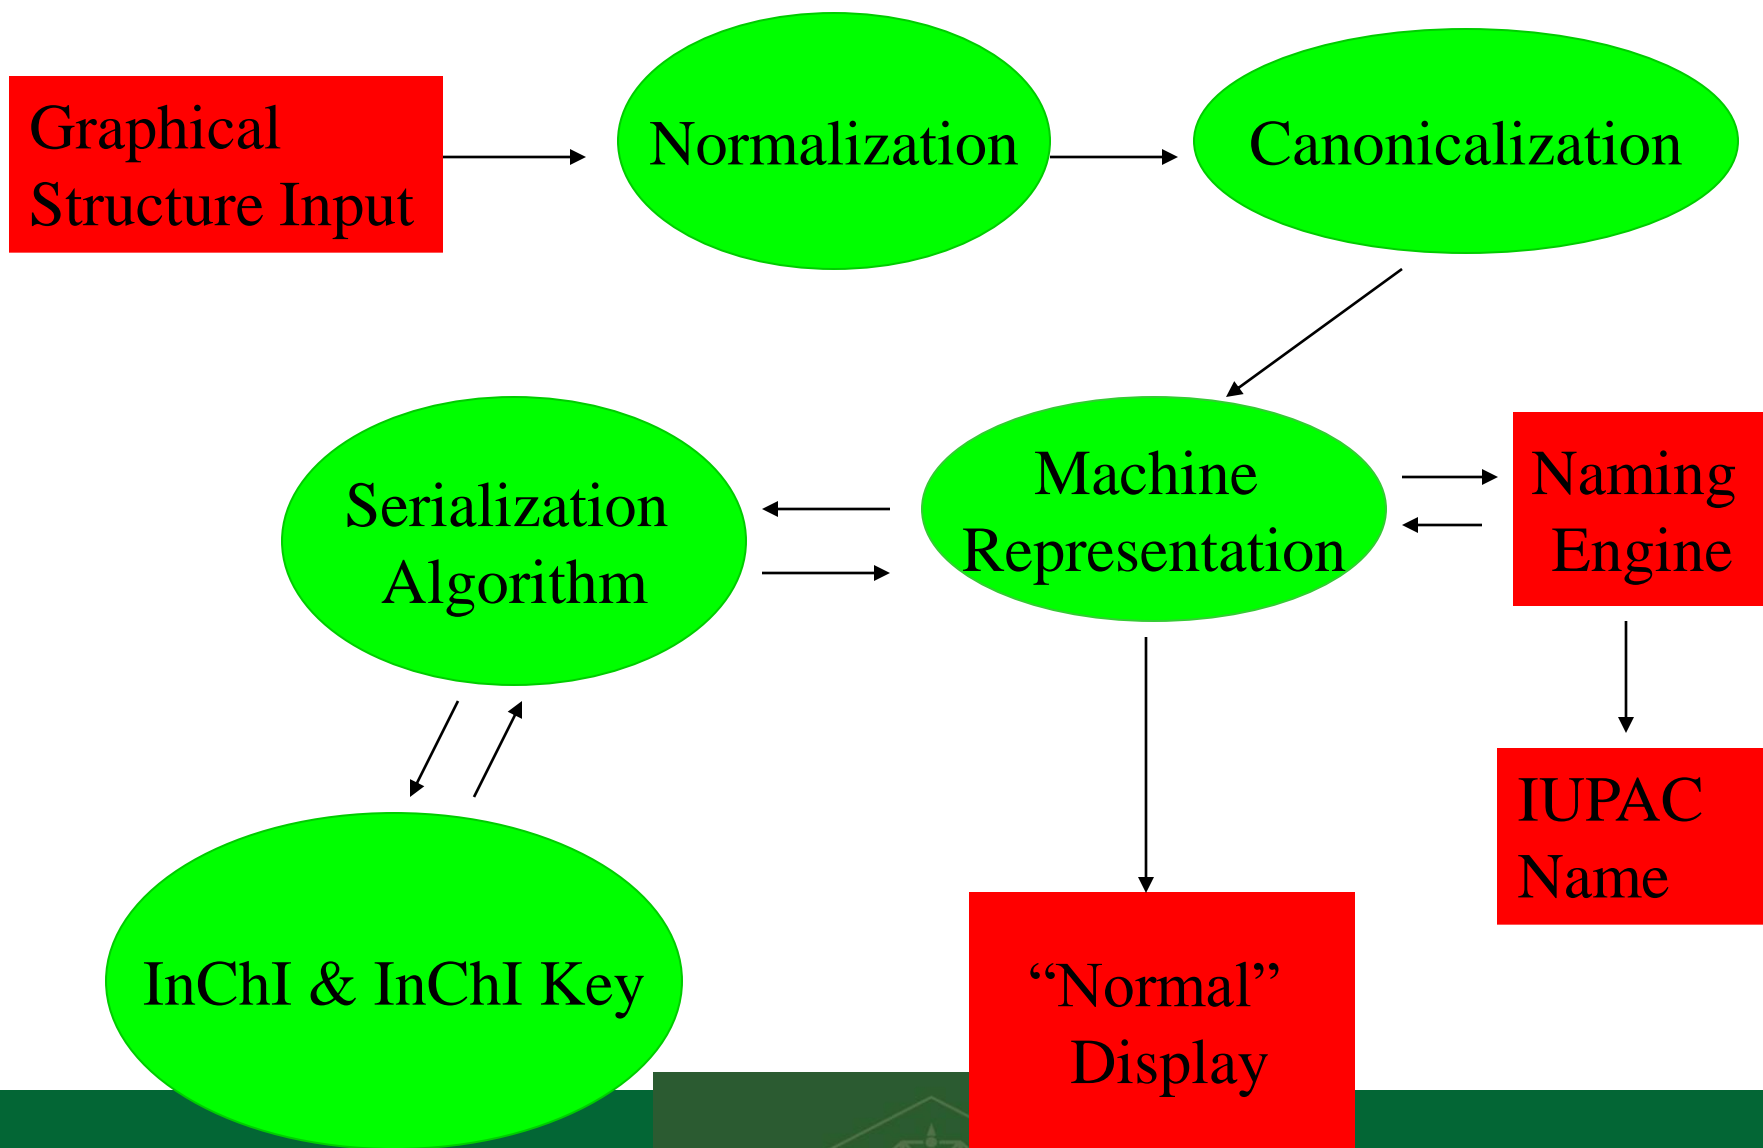 Graphical
Structure Input
Normalization
Canonicalization
Serialization
Algorithm
Machine
Representation
Naming
Engine
IUPAC
Name
InChI & InChI Key
“Normal”
Display